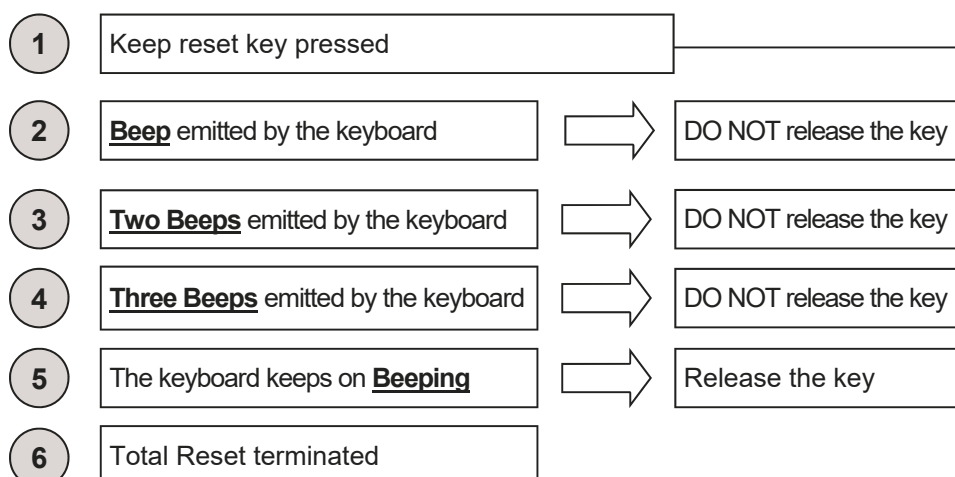 1 Keep reset key pressed
2 Beep emitted by the keyboard DO NOT release the key
3 Two Beeps emitted by the keyboard DO NOT release the key
4 Three Beeps emitted by the keyboard DO NOT release the key
5 The keyboard keeps on Beeping Release the key
6 Total Reset terminated